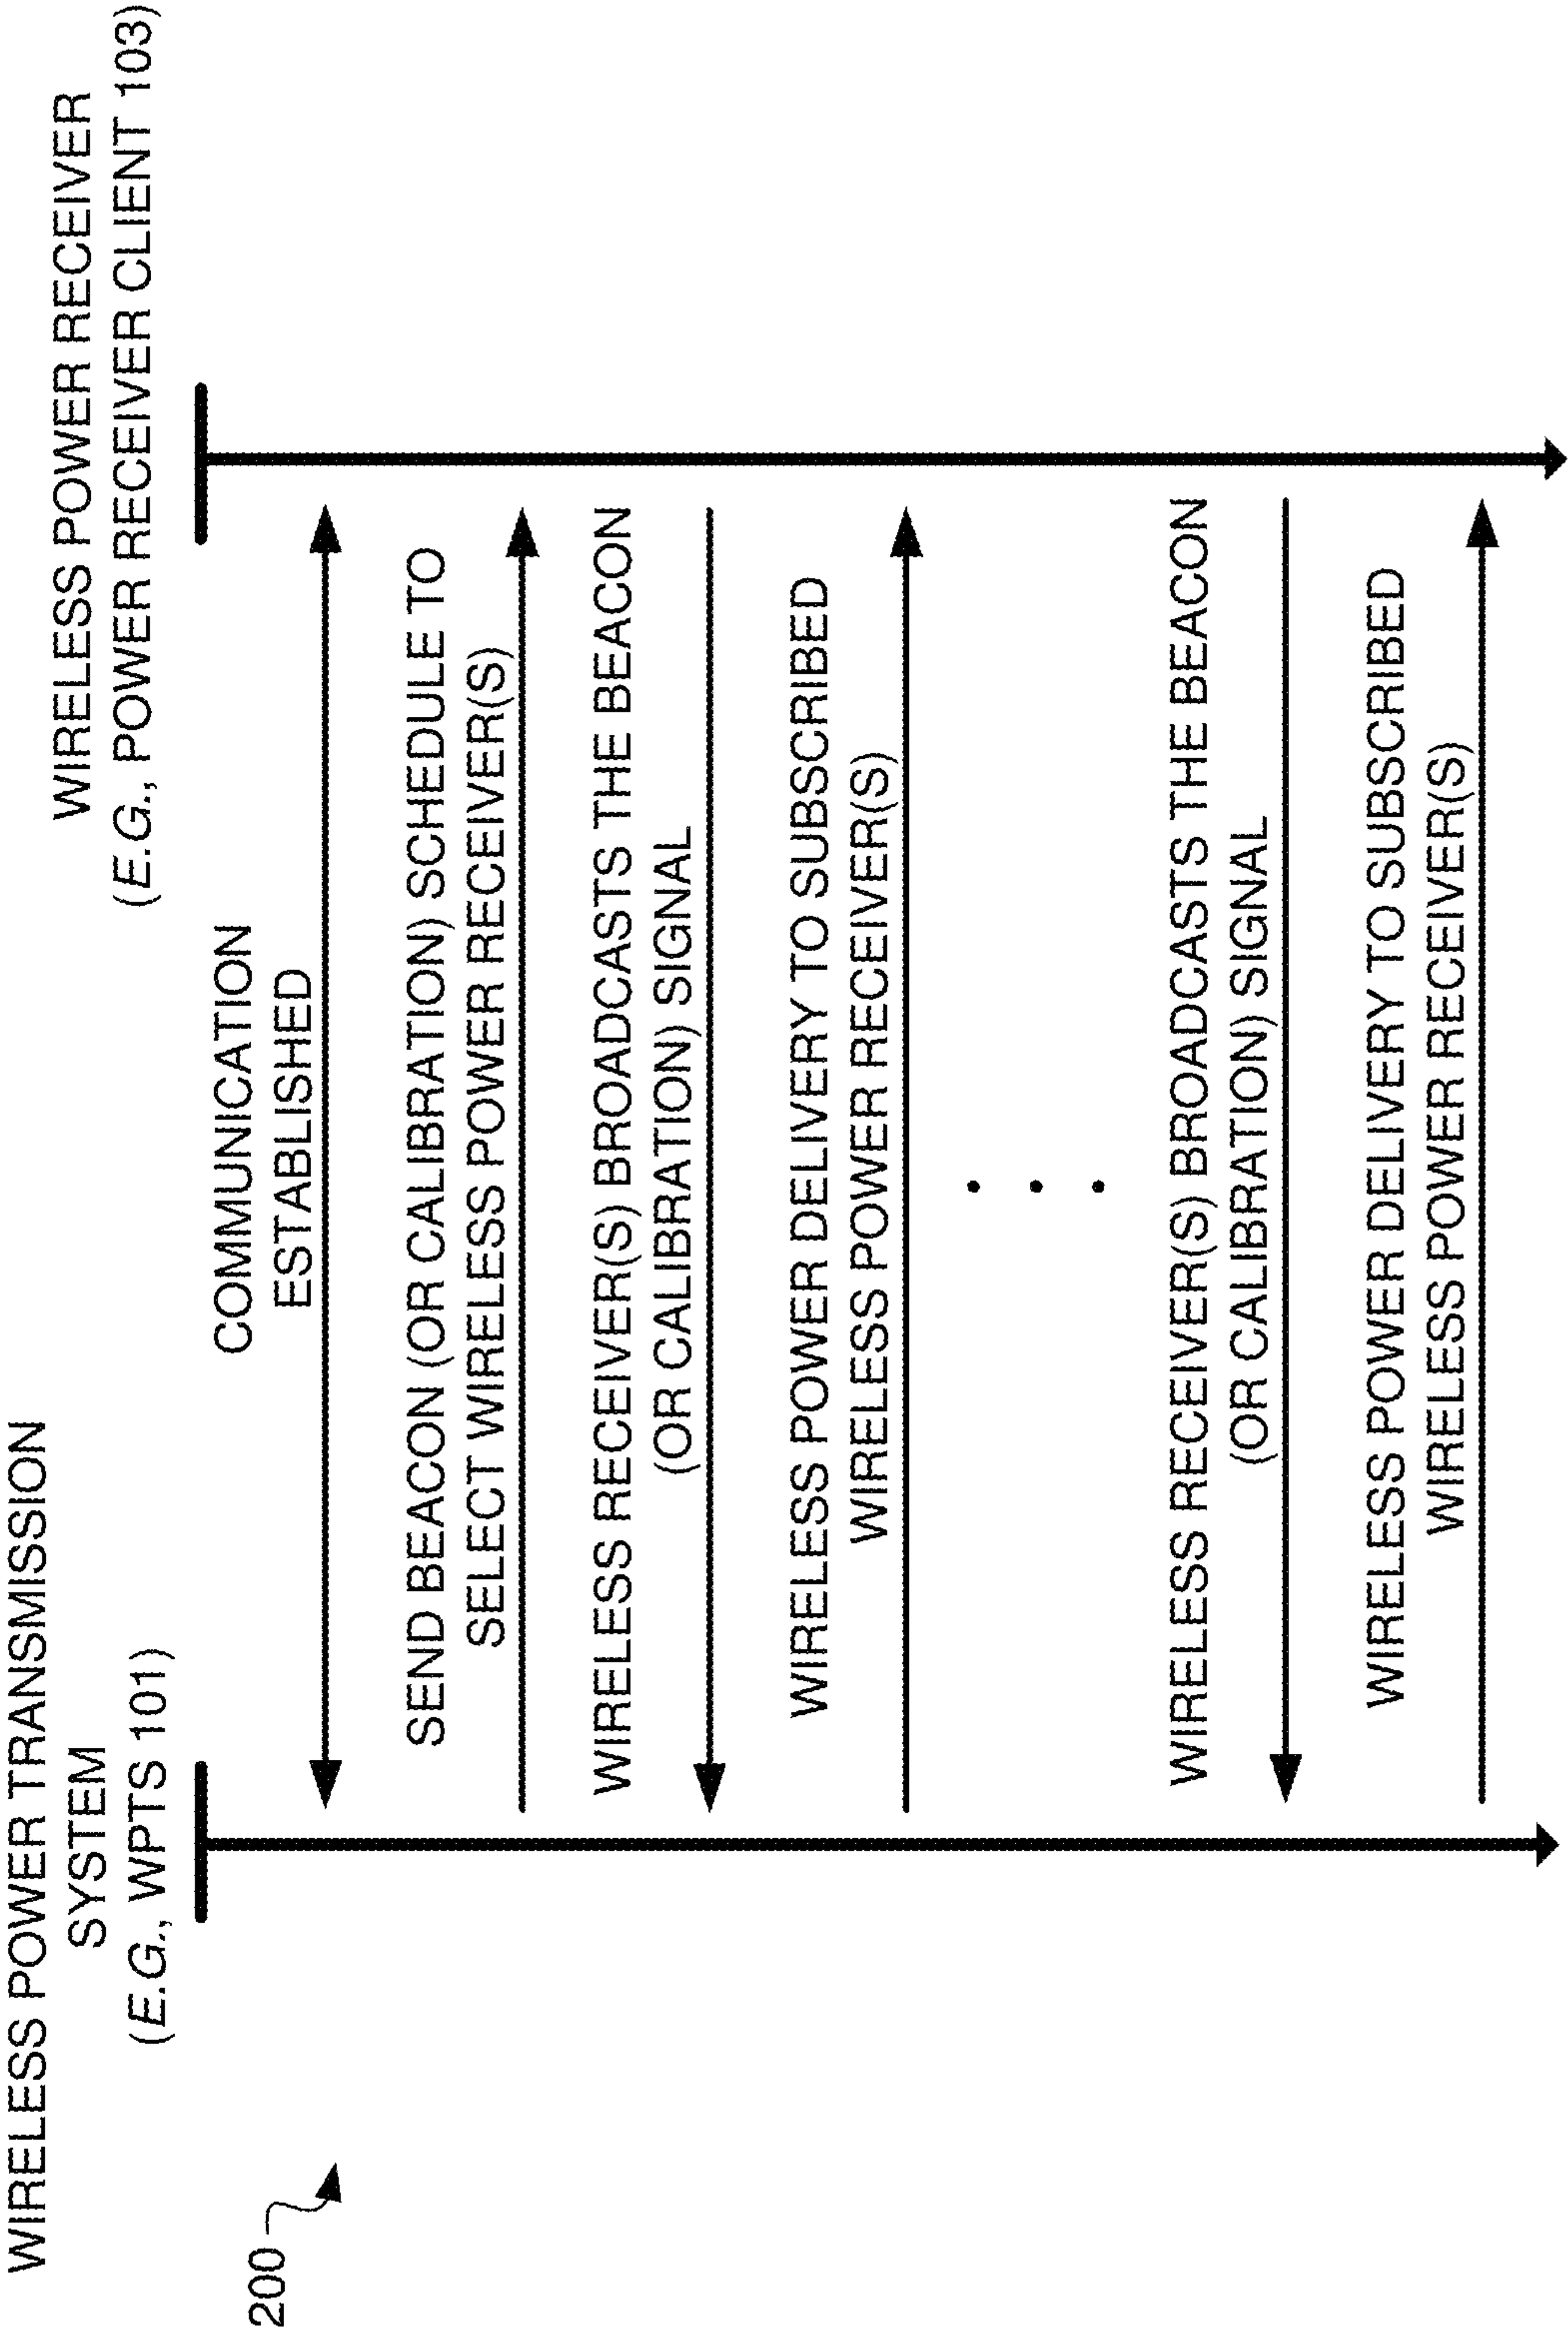 WIRELESS POWER TRANSMISSION
SYSTEM
(E.G., WPTS 101)
WIRELESS POWER RECEIVER
(E.G., POWER RECEIVER CLIENT 103)
200
COMMUNICATION
ESTABLISHED
SEND BEACON (OR CALIBRATION) SCHEDULE TO
SELECT WIRELESS POWER RECEIVER(S)
WIRELESS RECEIVER(S) BROADCASTS THE BEACON
(OR CALIBRATION) SIGNAL
WIRELESS POWER DELIVERY TO SUBSCRIBED
WIRELESS POWER RECEIVER(S)
WIRELESS RECEIVER(S) BROADCASTS THE BEACON
(OR CALIBRATION) SIGNAL
WIRELESS POWER DELIVERY TO SUBSCRIBED
WIRELESS POWER RECEIVER(S)